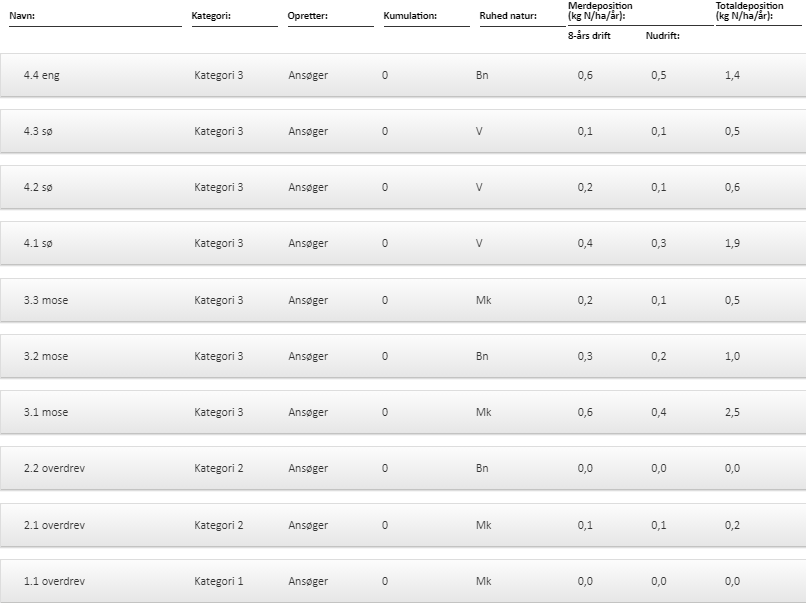 Navn: Kategori: Opretter: Kumulation: Ruhed natur: Merdeposition (kg N/ha/år): Totaldeposition (kg N/ha/år):
8-års drift Nudrift:
4.4 eng Kategori 3 Ansøger 0 Bn 0,6 0,5 1,4
4.3 sø Kategori 3 Ansøger 0 V 0,1 0,1 0,5
4.2 sø Kategori 3 Ansøger 0 V 0,2 0,1 0,6
4.1 sø Kategori 3 Ansøger 0 V 0,4 0,3 1,9
3.3 mose Kategori 3 Ansøger 0 Mk 0,2 0,1 0,5
3.2 mose Kategori 3 Ansøger 0 Bn 0,3 0,2 1,0
3.1 mose Kategori 3 Ansøger 0 Mk 0,6 0,4 2,5
2.2 overdrev Kategori 2 Ansøger 0 Bn 0,0 0,0 0,0
2.1 overdrev Kategori 2 Ansøger 0 Mk 0,1 0,1 0,2
1.1 overdrev Kategori 1 Ansøger 0 Mk 0,0 0,0 0,0